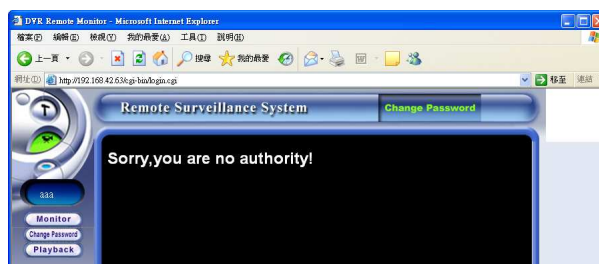 DVR Remote Monitor - Microsoft Internet Explorer
檔案(F) 編輯(E) 檢視(V) 我的最愛(A) 工具(T) 說明(H)
上一頁 搜尋 我的最愛
網址(D) http://192.168.42.63/cgi-bin/login.cgi 移至 連結
Remote Surveillance System Change Password
Sorry,you are no authority!
aaa
Monitor
Change Password
Playback